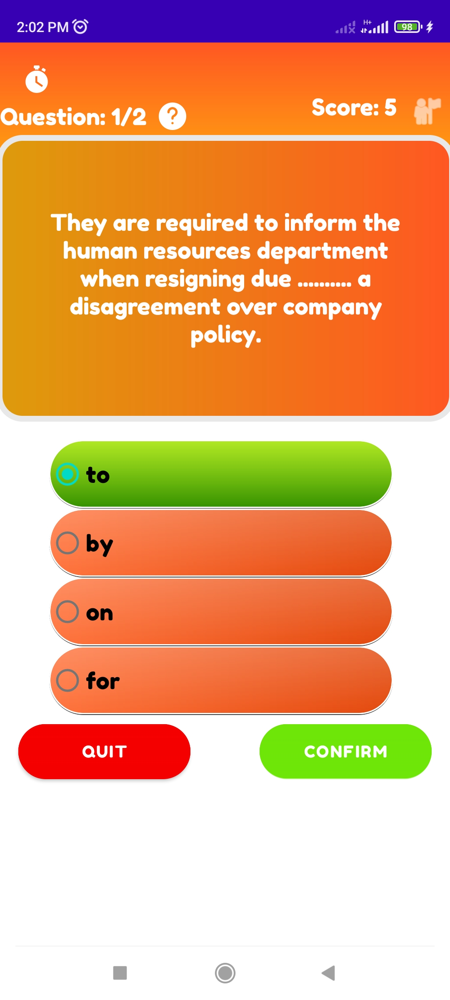 2:02 PM
H+
98
Question: 1/2 ?
Score: 5
They are required to inform the
human resources department
when resigning due .......... a
disagreement over company
policy.
to
by
on
for
QUIT
CONFIRM